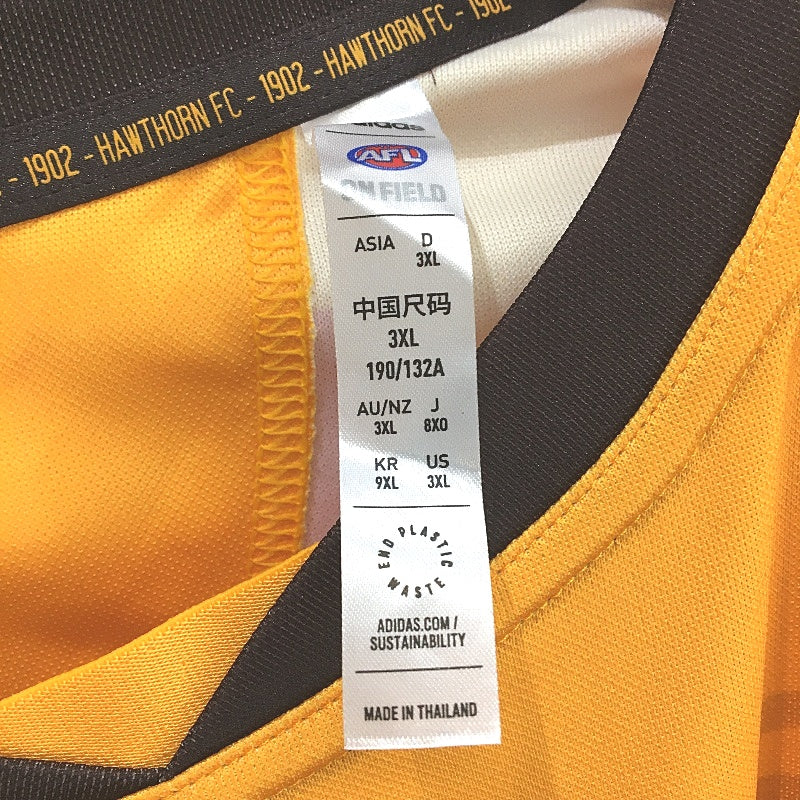 - 1902 - HAWTHORN FC - 1902 - HAWTHORN FC - 1902
adidas
AFL
ON FIELD
ASIA D
3XL
中国尺码
3XL
190/132A
AU/NZ J
3XL 8XO
KR US
9XL 3XL
END PLASTIC WASTE
ADIDAS.COM /
SUSTAINABILITY
MADE IN THAILAND